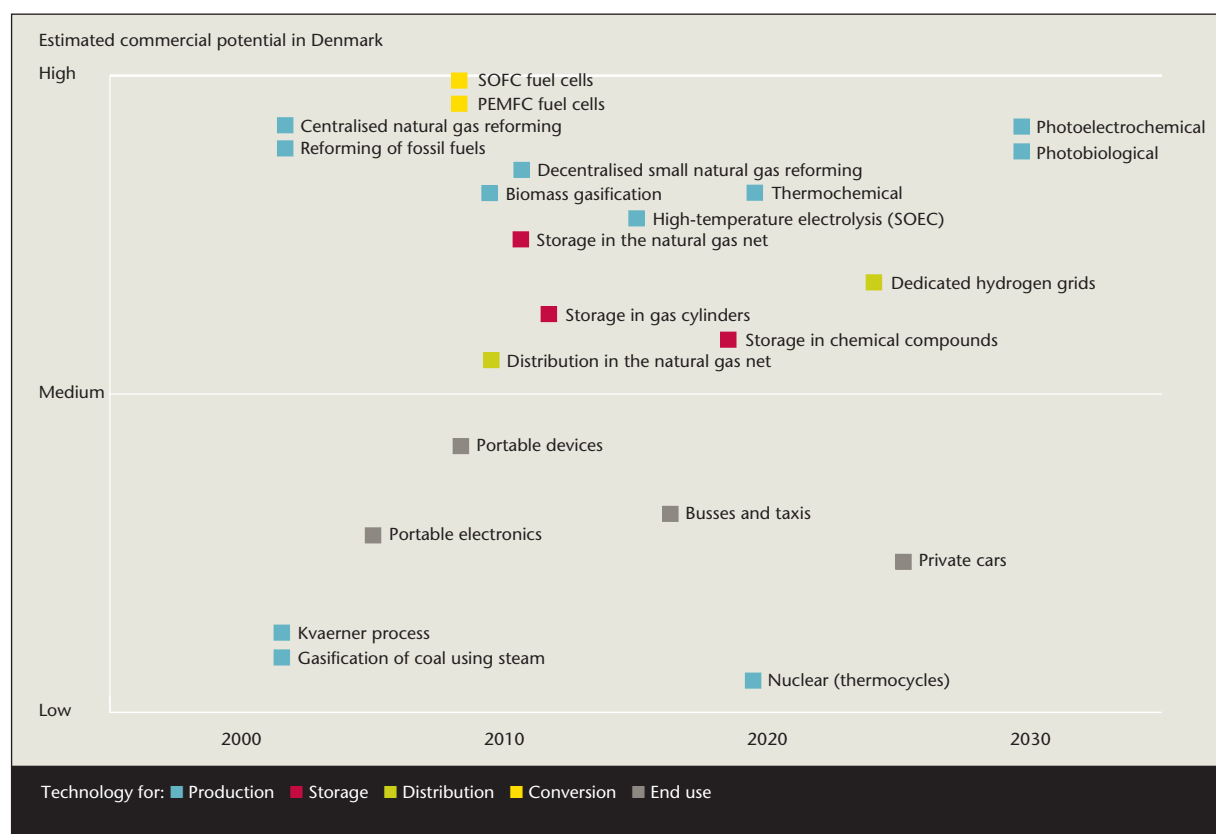 Estimated commercial potential in Denmark
High
SOFC fuel cells
PEMFC fuel cells
Centralised natural gas reforming
Photoelectrochemical
Reforming of fossil fuels
Photobiological
Decentralised small natural gas reforming
Biomass gasification
Thermochemical
High-temperature electrolysis (SOEC)
Storage in the natural gas net
Dedicated hydrogen grids
Storage in gas cylinders
Storage in chemical compounds
Distribution in the natural gas net
Medium
Portable devices
Busses and taxis
Portable electronics
Private cars
Kvaerner process
Gasification of coal using steam
Nuclear (thermocycles)
Low
2000 2010 2020 2030
Technology for: Production Storage Distribution Conversion End use